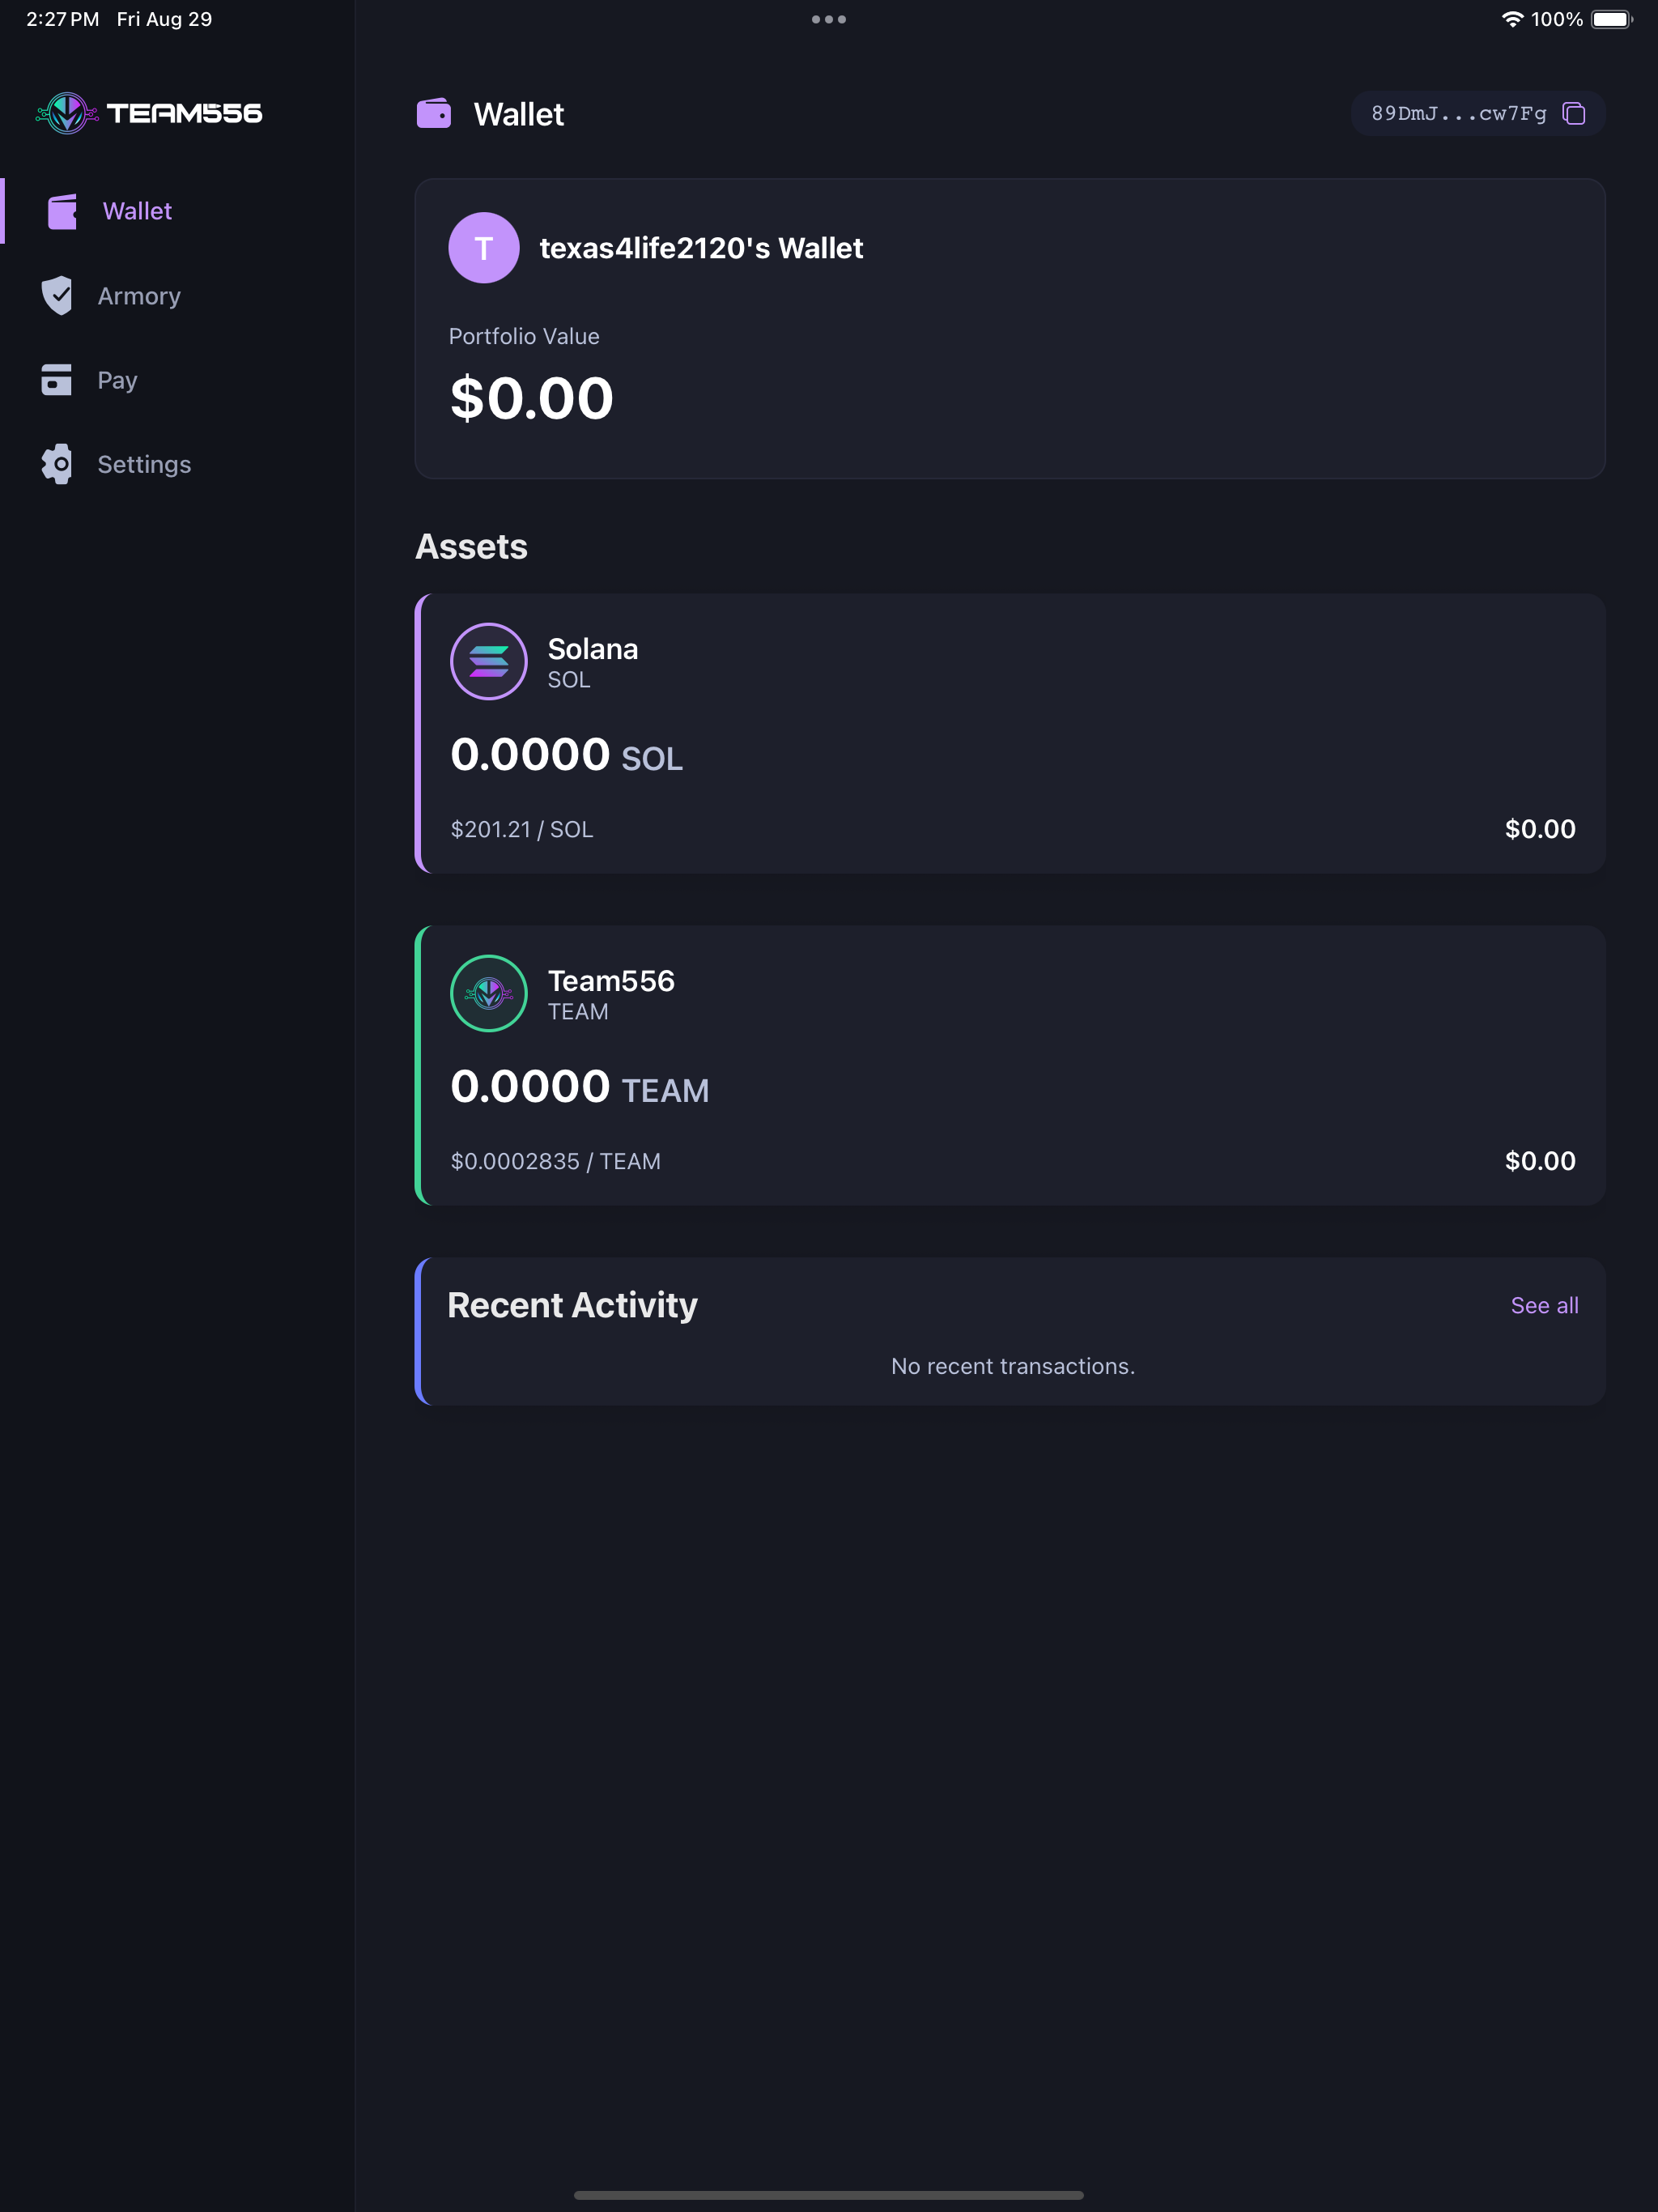 2:27 PM Fri Aug 29
100%
TEAM556
Wallet
Armory
Pay
Settings
Wallet
89DmJ...cw7Fg
T
texas4life2120's Wallet
Portfolio Value
$0.00
Assets
Solana
SOL
0.0000 SOL
$201.21 / SOL
$0.00
Team556
TEAM
0.0000 TEAM
$0.0002835 / TEAM
$0.00
Recent Activity
See all
No recent transactions.